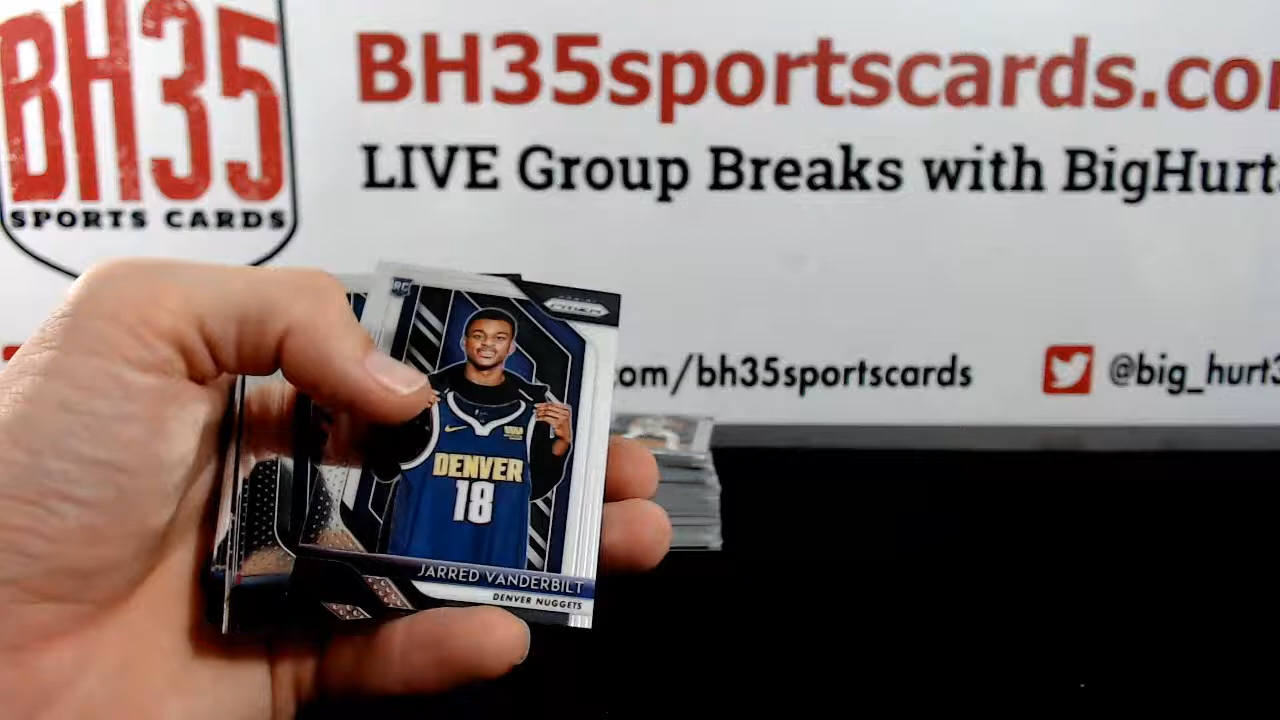 BH35
SPORTS CARDS
BH35sportscards.co
LIVE Group Breaks with BigHurt
om/bh35sportscards
@big_hurt3
RC
PANINI
PRIZM
DENVER
18
JARRED VANDERBILT
DENVER NUGGETS